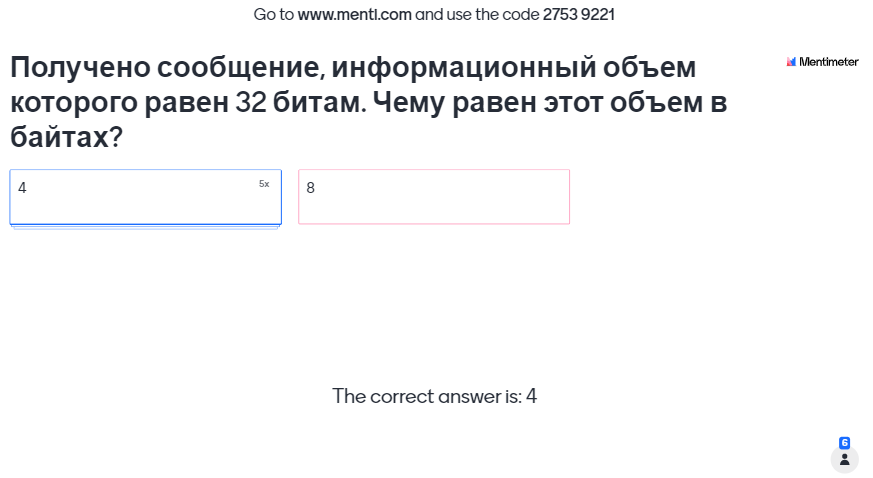 Go to www.menti.com and use the code 2753 9221
Mentimeter
Получено сообщение, информационный объем
которого равен 32 битам. Чему равен этот объем в
байтах?
4
5x
8
The correct answer is: 4
6